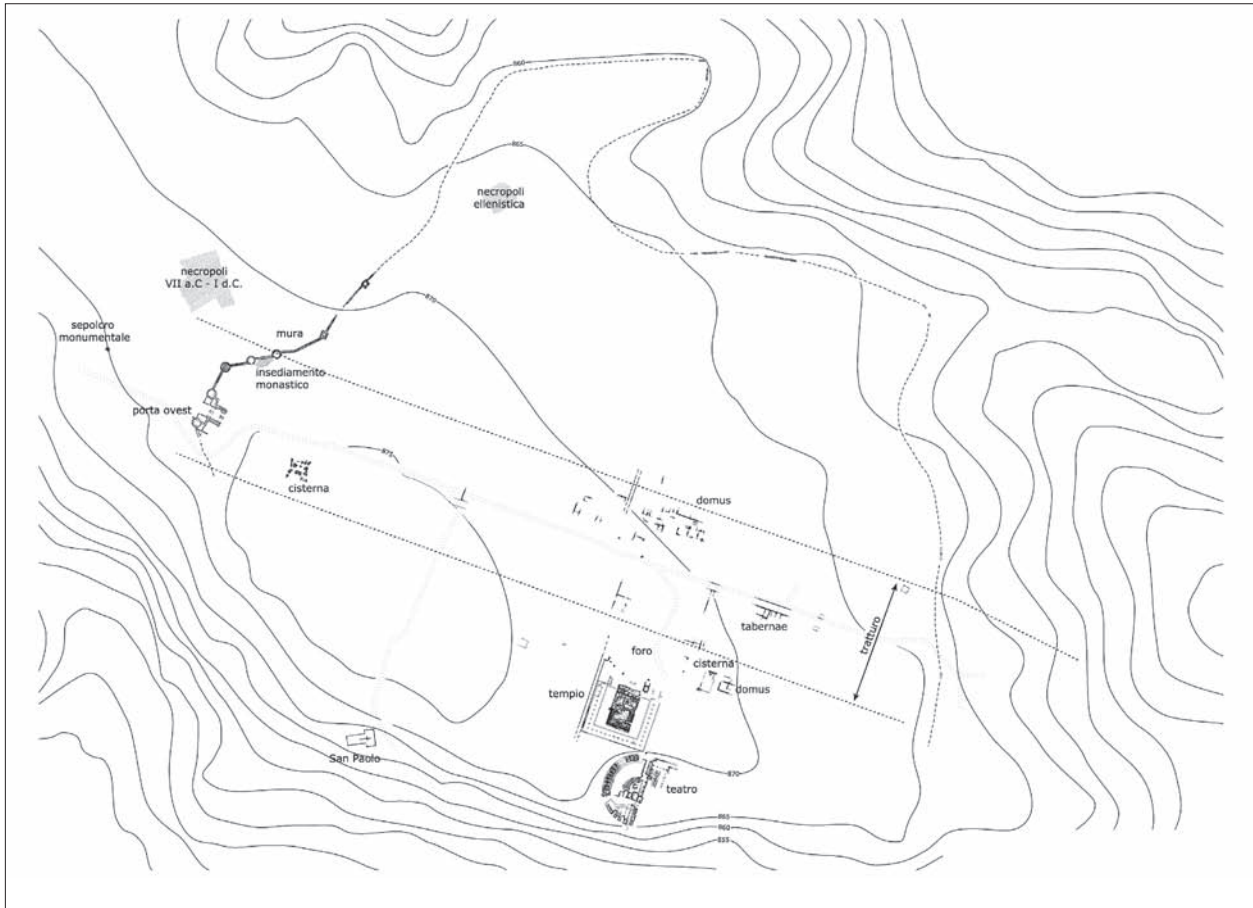 860
865
necropoli
ellenistica
necropoli
VII a.C - I d.C.
870
sepolcro
monumentale
mura
insediamento
monastico
porta ovest
875
cisterna
domus
tabernae
tratturo
foro
cisterna
domus
tempio
San Paolo
870
teatro
865
860
855